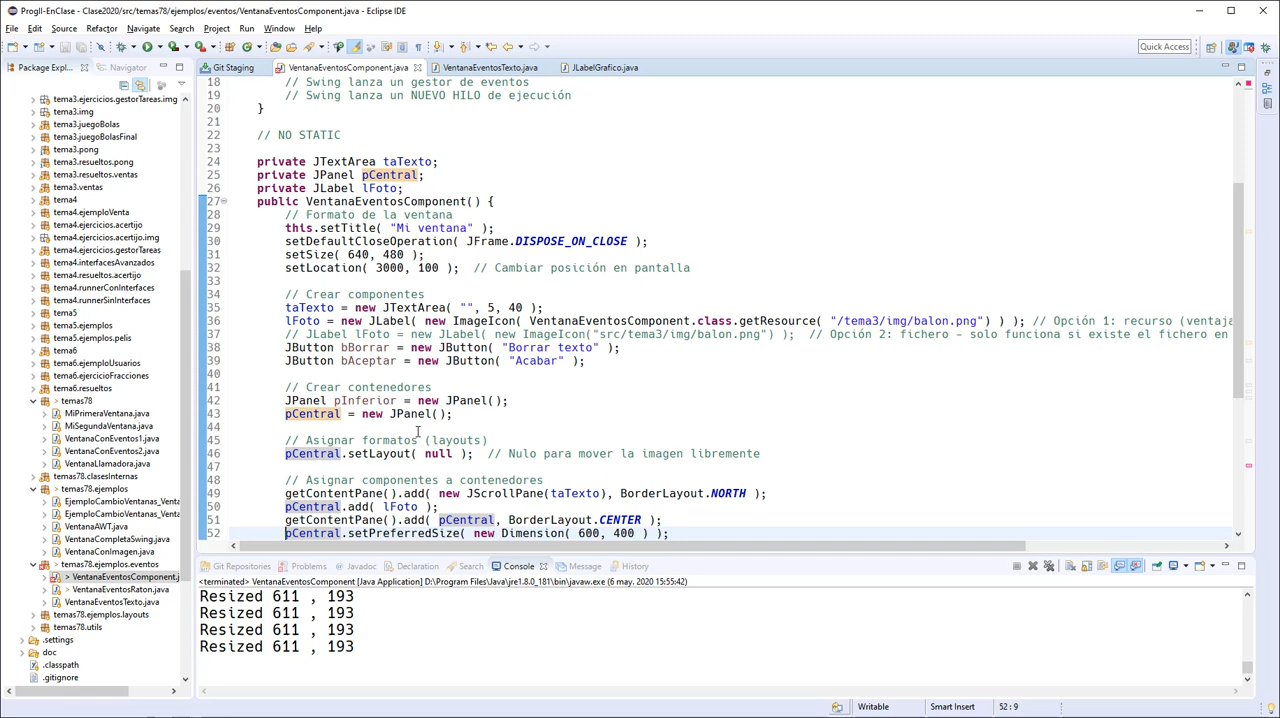 ProgII-EnClase - Clase2020/src/temas78/ejemplos/eventos/VentanaEventosComponent.java - Eclipse IDE
File Edit Source Refactor Navigate Search Project Run Window Help
Quick Access
Package Expl...
Navigator
Git Staging
VentanaEventosComponent.java
VentanaEventosTexto.java
JLabelGrafico.java
tema3.ejercicios.gestorTareas.img
tema3.img
tema3.juegoBolas
tema3.juegoBolasFinal
tema3.pong
tema3.resueltos.pong
tema3.resueltos.ventas
tema3.ventas
tema4
tema4.ejemploVenta
tema4.ejercicios.acertijo
tema4.ejercicios.acertijo.img
tema4.ejercicios.gestorTareas
tema4.interfacesAvanzados
tema4.resueltos.acertijo
tema4.runnerConInterfaces
tema4.runnerSinInterfaces
tema5
tema5.ejemplos
tema5.ejemplos.pelis
tema6
tema6.ejemploUsuarios
tema6.ejercicioFracciones
tema6.resueltos
> temas78
MiPrimeraVentana.java
MiSegundaVentana.java
VentanaConEventos1.java
VentanaConEventos2.java
VentanaLlamadora.java
temas78.clasesInternas
> temas78.ejemplos
EjemploCambioVentanas_Venta
EjemploCambioVentanas_Venta
VentanaAWT.java
VentanaCompletaSwing.java
VentanaConImagen.java
> temas78.ejemplos.eventos
> VentanaEventosComponent.j
> VentanaEventosRaton.java
VentanaEventosTexto.java
temas78.ejemplos.layouts
temas78.utils
.settings
doc
.classpath
.gitignore
18 // Swing lanza un gestor de eventos
19 // Swing lanza un NUEVO HILO de ejecución
20 }
21
22 // NO STATIC
23
24 private JTextArea taTexto;
25 private JPanel pCentral;
26 private JLabel lFoto;
27 public VentanaEventosComponent() {
28 // Formato de la ventana
29 this.setTitle( "Mi ventana" );
30 setDefaultCloseOperation( JFrame.DISPOSE_ON_CLOSE );
31 setSize( 640, 480 );
32 setLocation( 3000, 100 ); // Cambiar posición en pantalla
33
34 // Crear componentes
35 taTexto = new JTextArea( "", 5, 40 );
36 lFoto = new JLabel( new ImageIcon( VentanaEventosComponent.class.getResource( "/tema3/img/balon.png") ) ); // Opción 1: recurso (ventaja
37 // JLabel lFoto = new JLabel( new ImageIcon("src/tema3/img/balon.png") ); // Opción 2: fichero - solo funciona si existe el fichero en
38 JButton bBorrar = new JButton( "Borrar texto" );
39 JButton bAceptar = new JButton( "Acabar" );
40
41 // Crear contenedores
42 JPanel pInferior = new JPanel();
43 pCentral = new JPanel();
44
45 // Asignar formatos (layouts)
46 pCentral.setLayout( null ); // Nulo para mover la imagen libremente
47
48 // Asignar componentes a contenedores
49 getContentPane().add( new JScrollPane(taTexto), BorderLayout.NORTH );
50 pCentral.add( lFoto );
51 getContentPane().add( pCentral, BorderLayout.CENTER );
52 pCentral.setPreferredSize( new Dimension( 600, 400 ) );
Git Repositories Problems Javadoc Declaration Search Console Message History
<terminated> VentanaEventosComponent [Java Application] D:\Program Files\Java\jre1.8.0_181\bin\javaw.exe (6 may. 2020 15:55:42)
Resized 611 , 193
Resized 611 , 193
Resized 611 , 193
Resized 611 , 193
Writable Smart Insert 52 : 9